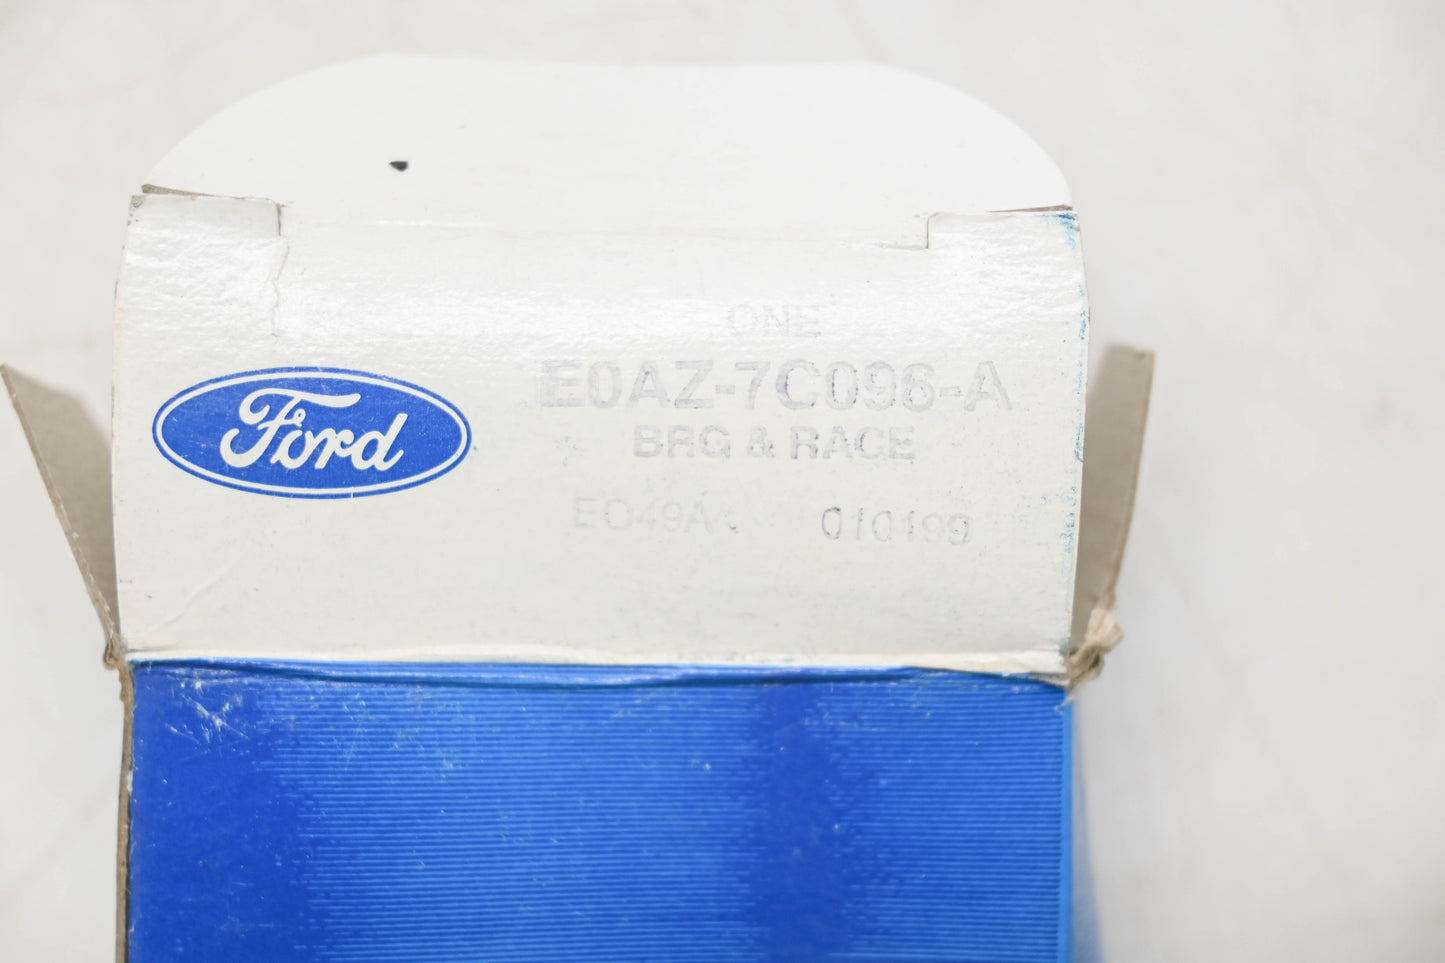 ONE
Ford
E0AZ-7C096-A
BRG & RACE
EO49A
010199